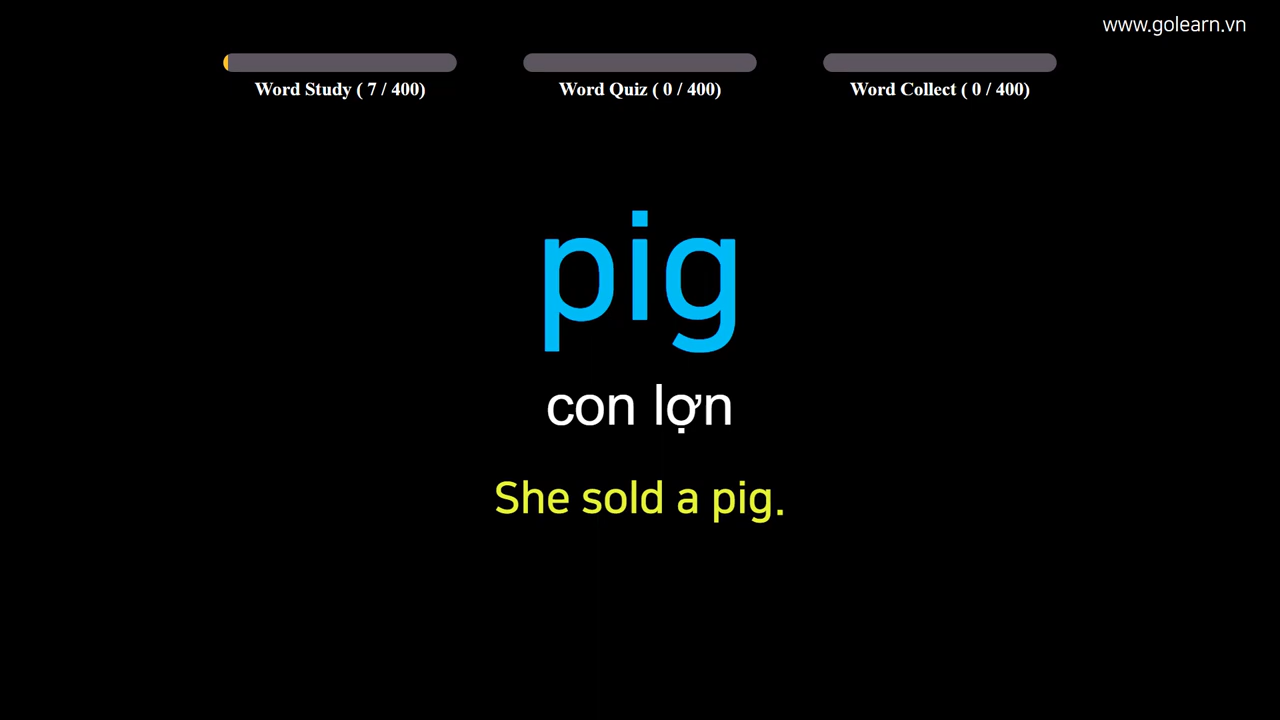 www.golearn.vn
Word Study ( 7 / 400)
Word Quiz ( 0 / 400)
Word Collect ( 0 / 400)
pig
con lợn
She sold a pig.